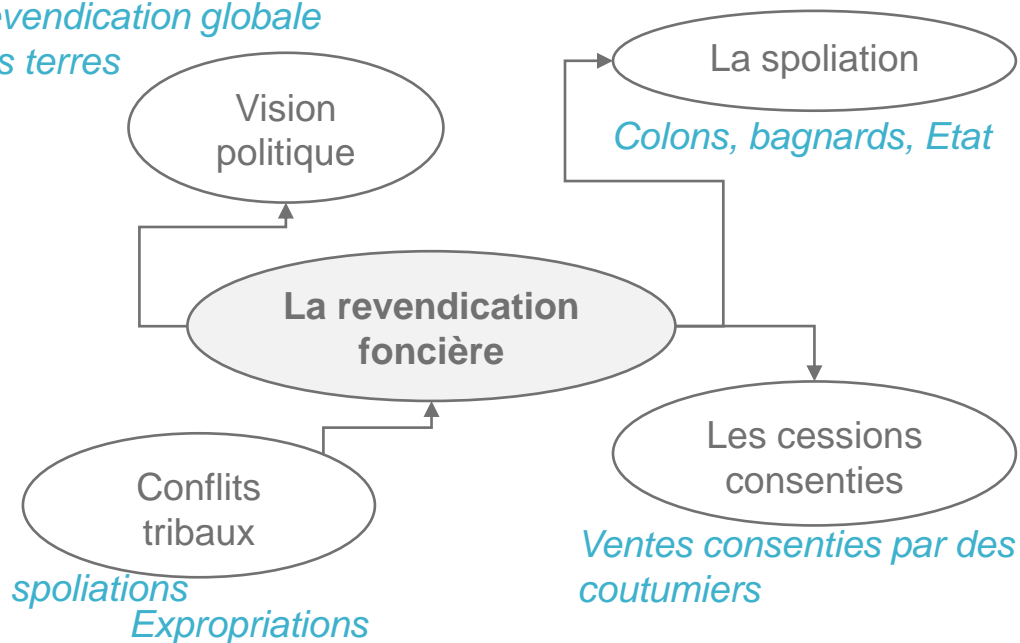 evendication globale
s terres
Vision
politique
La spoliation
Colons, bagnards, Etat
La revendication
foncière
Conflits
tribaux
spoliations
Expropriations
Les cessions
consenties
Ventes consenties par des
coutumiers